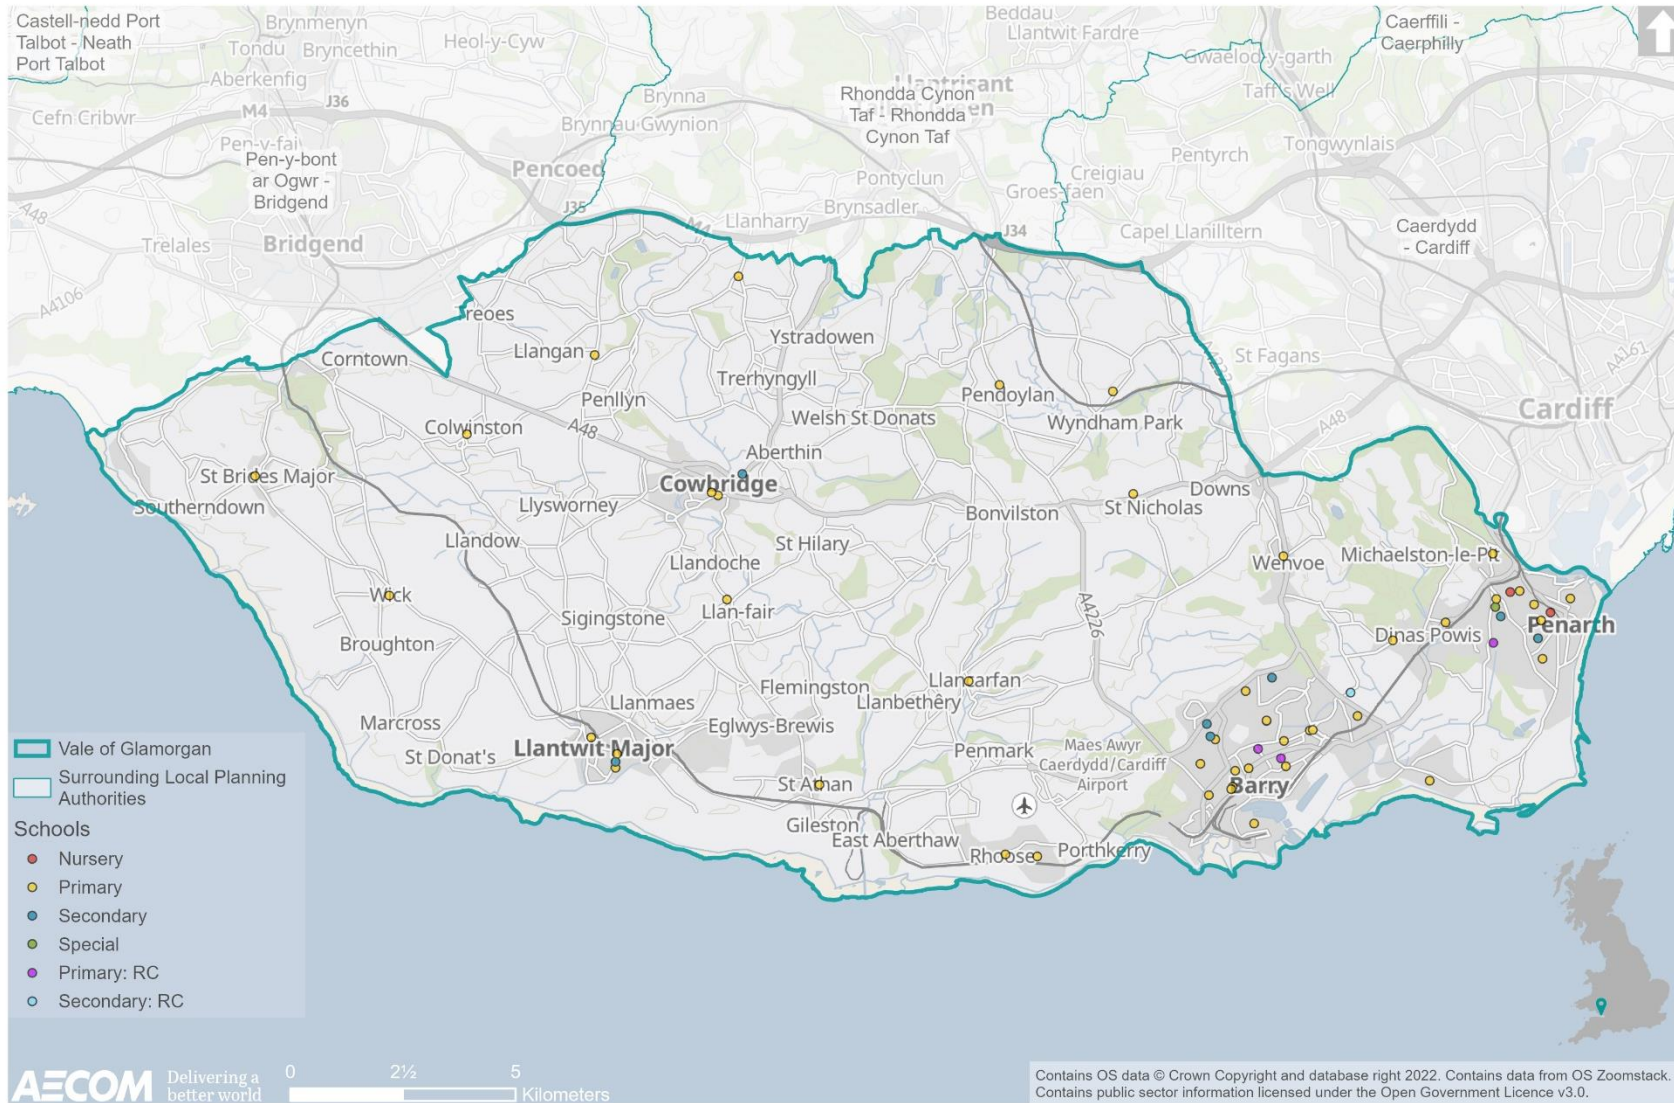 Castell-nedd Port
Talbot - Neath
Port Talbot
Brynmenyn
Tondu
Bryncethin
Heol-y-Cyw
Aberkenfig
Beddau
Llantwit Fardre
Caerffili -
Caerphilly
Gwaelod-y-garth
Taff's Well
J36
M4
Cefn Cribwr
Pen-y-fai
Pen-y-bont
ar Ogwr -
Bridgend
Brynna
Brynnau Gwynion
Pencoed
Llantrisant
Rhondda Cynon
Taf - Rhondda
Cynon Taf
Pontyclun
Tongwynlais
Pentyrch
Creigiau
Groes-faen
A48
J35
Trelales
Bridgend
M4
Llanharry
Brynsadler
J34
Capel Llanilltern
Caerdydd
- Cardiff
A4106
Treoes
Corntown
Llangan
Ystradowen
St Fagans
A4232
AA161
Trerhyngyll
Penllyn
Pendoylan
Cardiff
Colwinston
A48
Welsh St Donats
Wyndham Park
A48
Aberthin
St Brides Major
Cowbridge
Southerndown
Llysworney
Bonvilston
St Nicholas
Downs
Llandow
St Hilary
Michaelston-le-Pit
Llandoche
Wenvoe
Wick
Llan-fair
Sigingstone
A4226
Penarth
Dinas Powis
Broughton
Flemingston
Llancarfan
Llanbethêry
Llanmaes
Marcross
Eglwys-Brewis
St Donat's
Llantwit Major
Penmark
Maes Awyr
Caerdydd/Cardiff
Airport
St Athan
Barry
Gileston
East Aberthaw
Rhoose
Porthkerry
Vale of Glamorgan
Surrounding Local Planning
Authorities
Schools
Nursery
Primary
Secondary
Special
Primary: RC
Secondary: RC
AECOM
Delivering a
better world
0 2½ 5
Kilometers
Contains OS data © Crown Copyright and database right 2022. Contains data from OS Zoomstack.
Contains public sector information licensed under the Open Government Licence v3.0.